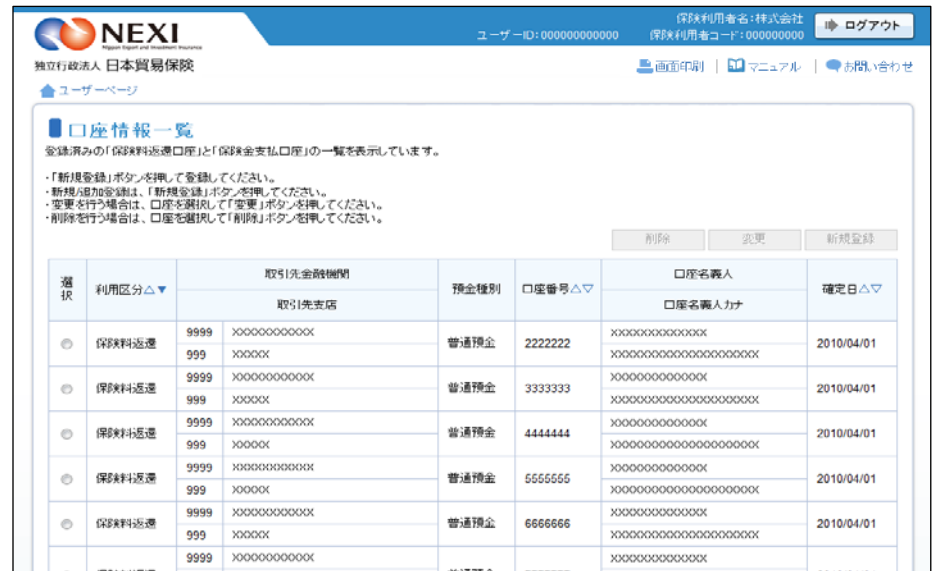 NEXI
Nippon Export and Investment Insurance
独立行政法人 日本貿易保険
保険利用者名:株式会社
ユーザーID:000000000000 保険利用者コード:000000000
ログアウト
画面印刷 | マニュアル | お問い合わせ
ユーザーページ
口座情報一覧
登録済みの「保険料返還口座」と「保険金支払口座」の一覧を表示しています。
・「新規登録」ボタンを押して登録してください。
・新規/追加登録は、「新規登録」ボタンを押してください。
・変更を行う場合は、口座を選択して「変更」ボタンを押してください。
・削除を行う場合は、口座を選択して「削除」ボタンを押してください。
削除 変更 新規登録
選択 利用区分△▼ 取引先金融機関 預金種別 口座番号△▽ 口座名義人 確定日△▽
取引先支店 口座名義人カナ
9999 XXXXXXXXXXXX XXXXXXXXXXXXXX
保険料返還 普通預金 2222222 2010/04/01
999 XXXXX XXXXXXXXXXXXXXXXXXXXXX
9999 XXXXXXXXXXXX XXXXXXXXXXXXXX
保険料返還 普通預金 3333333 2010/04/01
999 XXXXX XXXXXXXXXXXXXXXXXXXXXX
9999 XXXXXXXXXXXX XXXXXXXXXXXXXX
保険料返還 普通預金 4444444 2010/04/01
999 XXXXX XXXXXXXXXXXXXXXXXXXXXX
9999 XXXXXXXXXXXX XXXXXXXXXXXXXX
保険料返還 普通預金 5555555 2010/04/01
999 XXXXX XXXXXXXXXXXXXXXXXXXXXX
9999 XXXXXXXXXXXX XXXXXXXXXXXXXX
保険料返還 普通預金 6666666 2010/04/01
999 XXXXX XXXXXXXXXXXXXXXXXXXXXX
9999 XXXXXXXXXXXX XXXXXXXXXXXXXX